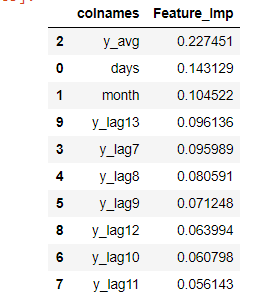 colnames Feature_Imp
2 y_avg 0.227451
0 days 0.143129
1 month 0.104522
9 y_lag13 0.096136
3 y_lag7 0.095989
4 y_lag8 0.080591
5 y_lag9 0.071248
8 y_lag12 0.063994
6 y_lag10 0.060798
7 y_lag11 0.056143